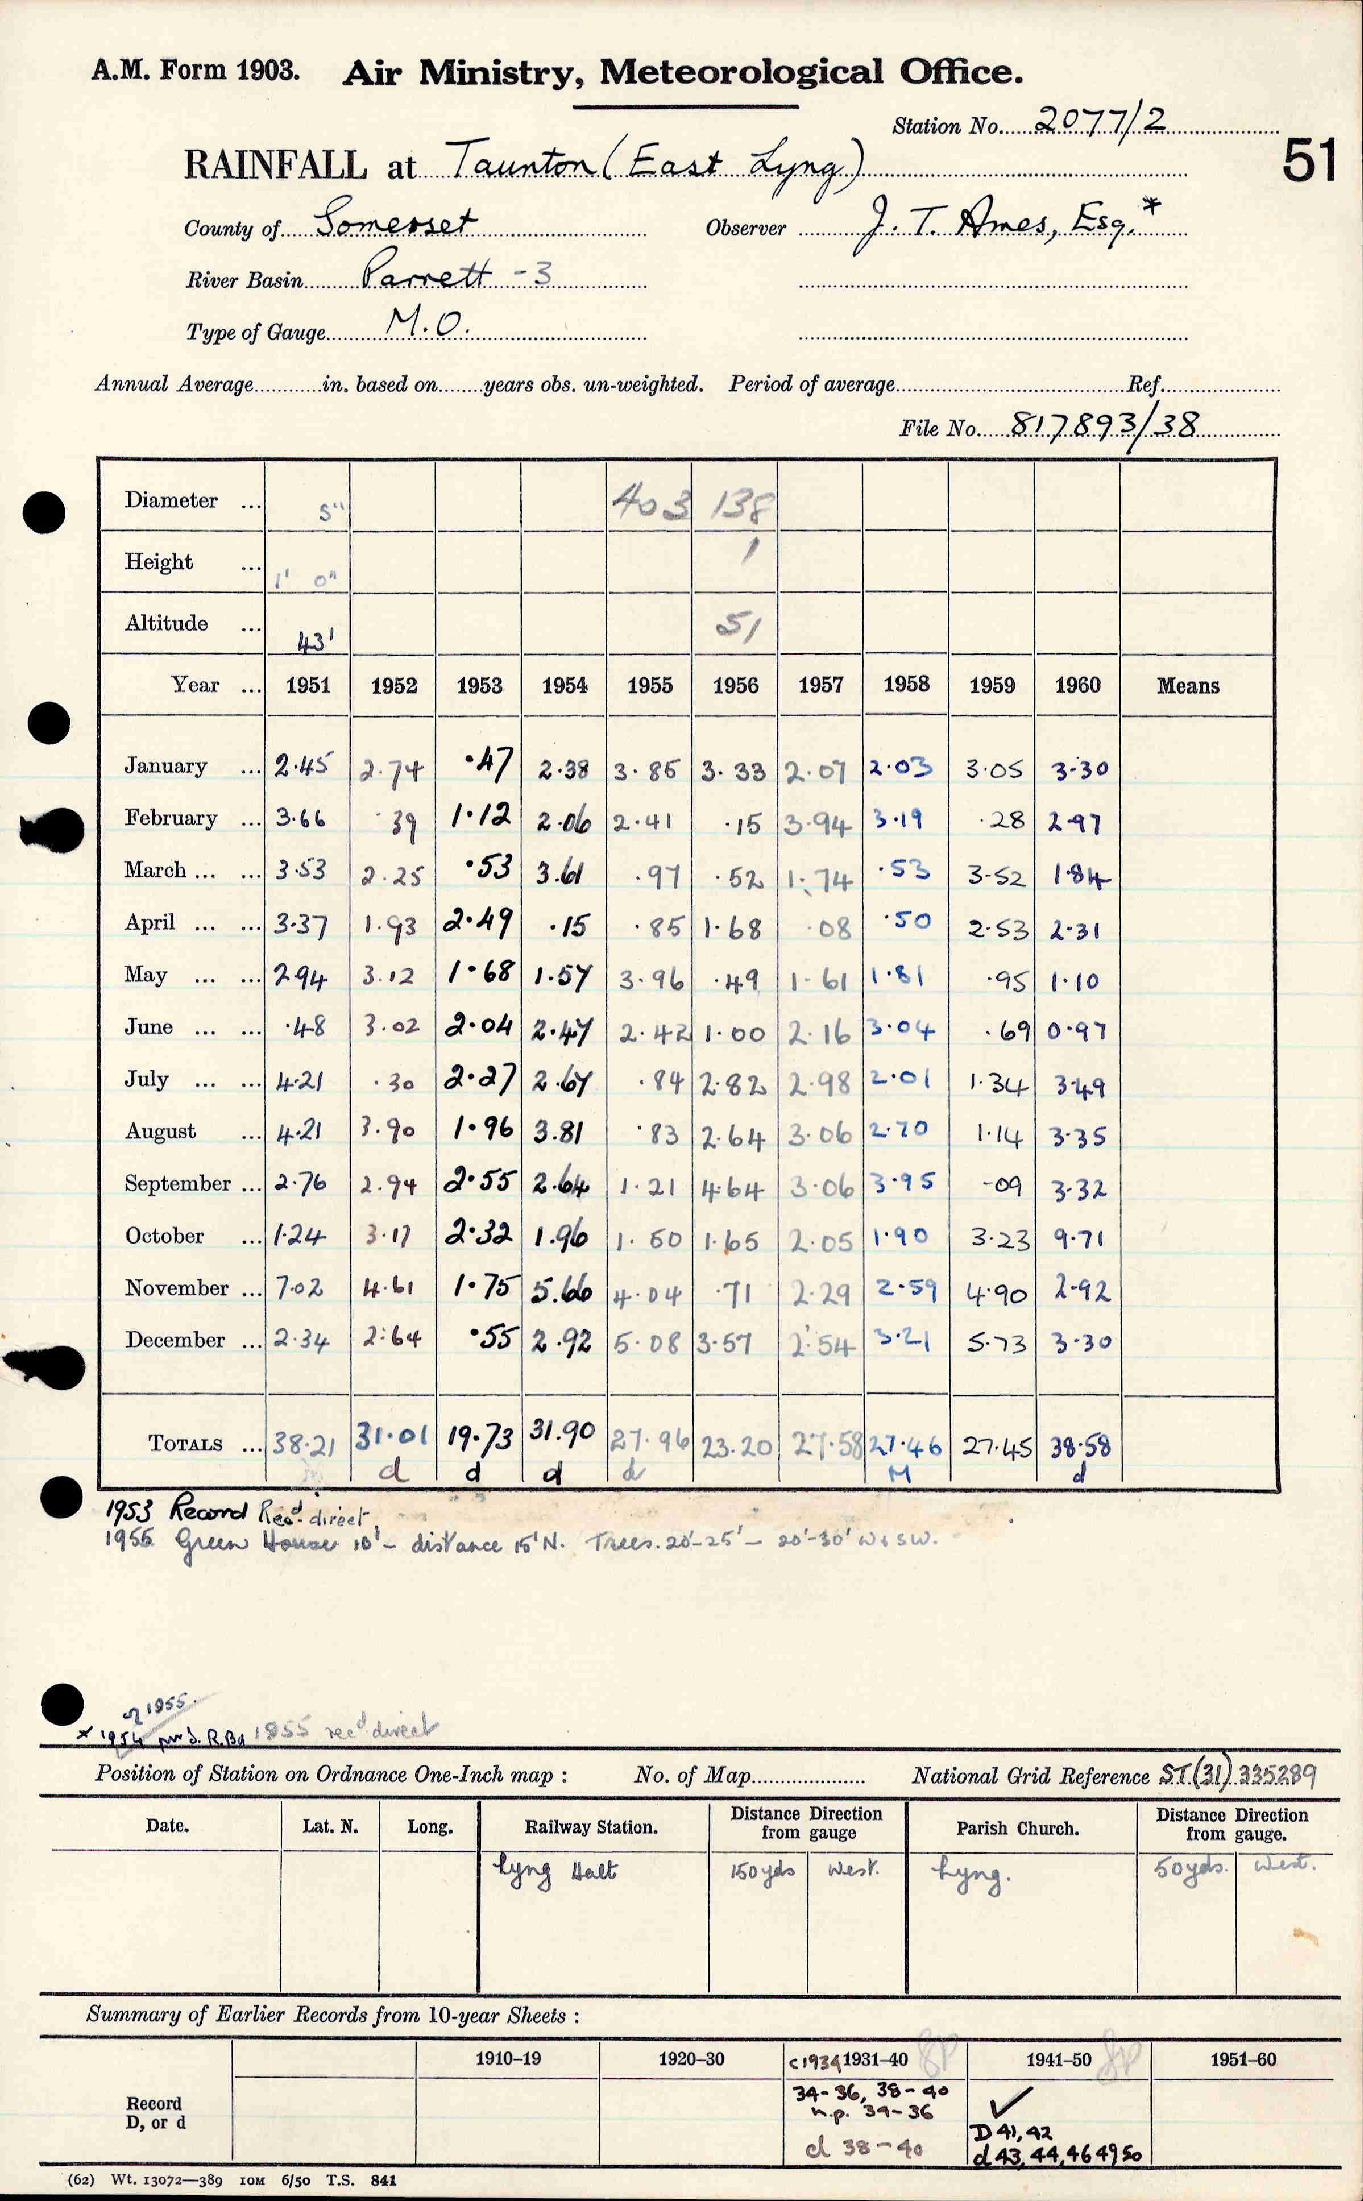 A.M. Form 1903. Air Ministry, Meteorological Office.
Station No. 2077/2
51
RAINFALL at Taunton (East Lyng)
County of Somerset Observer J. T. Ames, Esq.*
River Basin Parrett - 3
Type of Gauge M.O.
Annual Average in. based on years obs. un-weighted. Period of average Ref.
File No. 817893/38
Diameter ... 5" 403 138
Height ... 1' 0" 1
Altitude ... 43' 51
Year ... 1951 1952 1953 1954 1955 1956 1957 1958 1959 1960 Means
January ... 2.45 2.74 .47 2.38 3.85 3.33 2.07 2.03 3.05 3.30
February ... 3.66 .39 1.12 2.06 2.41 .15 3.94 3.19 .28 2.97
March ... ... 3.53 2.25 .53 3.61 .97 .52 1.74 .53 3.52 1.84
April ... ... 3.37 1.93 2.49 .15 .85 1.68 .08 .50 2.53 2.31
May ... ... 2.94 3.12 1.68 1.57 3.96 .49 1.61 1.81 .95 1.10
June ... ... .48 3.02 2.04 2.47 2.42 1.00 2.16 3.04 .69 0.97
July ... ... 4.21 .30 2.27 2.67 .84 2.82 2.98 2.01 1.34 3.49
August ... 4.21 3.90 1.96 3.81 .83 2.64 3.06 2.70 1.14 3.35
September ... 2.76 2.94 2.55 2.64 1.21 4.64 3.06 3.95 .09 3.32
October ... 1.24 3.17 2.32 1.96 1.50 1.65 2.05 1.90 3.23 9.71
November ... 7.02 4.61 1.75 5.66 4.04 .71 2.29 2.59 4.90 2.92
December ... 2.34 2.64 .55 2.92 5.08 3.57 2.54 3.21 5.73 3.30
TOTALS ... 38.21 31.01 19.73 31.90 27.96 23.20 27.58 27.46 27.45 38.58
d d d d M d
1953 Record Recd. direct
1955 Green House 10' - distance 15' N. Trees. 20'-25' - 20'-30' W & SW.
1955.
* 1954 R.Bd 1955 recd direct
Position of Station on Ordnance One-Inch map : No. of Map National Grid Reference ST(31) 335289
Date. Lat. N. Long. Railway Station. Distance Direction from gauge Parish Church. Distance Direction from gauge.
Lyng Halt 150 yds West. Lyng. 50 yds. West.
Summary of Earlier Records from 10-year Sheets :
1910–19 1920–30 c1934 1931–40 1941–50 1951–60
Record D, or d
34-36, 38-40
n.p. 34-36
d 38-40
✓
D 41, 42
d 43, 44, 46 49 50
(62) Wt. 13072—389 10M 6/50 T.S. 841